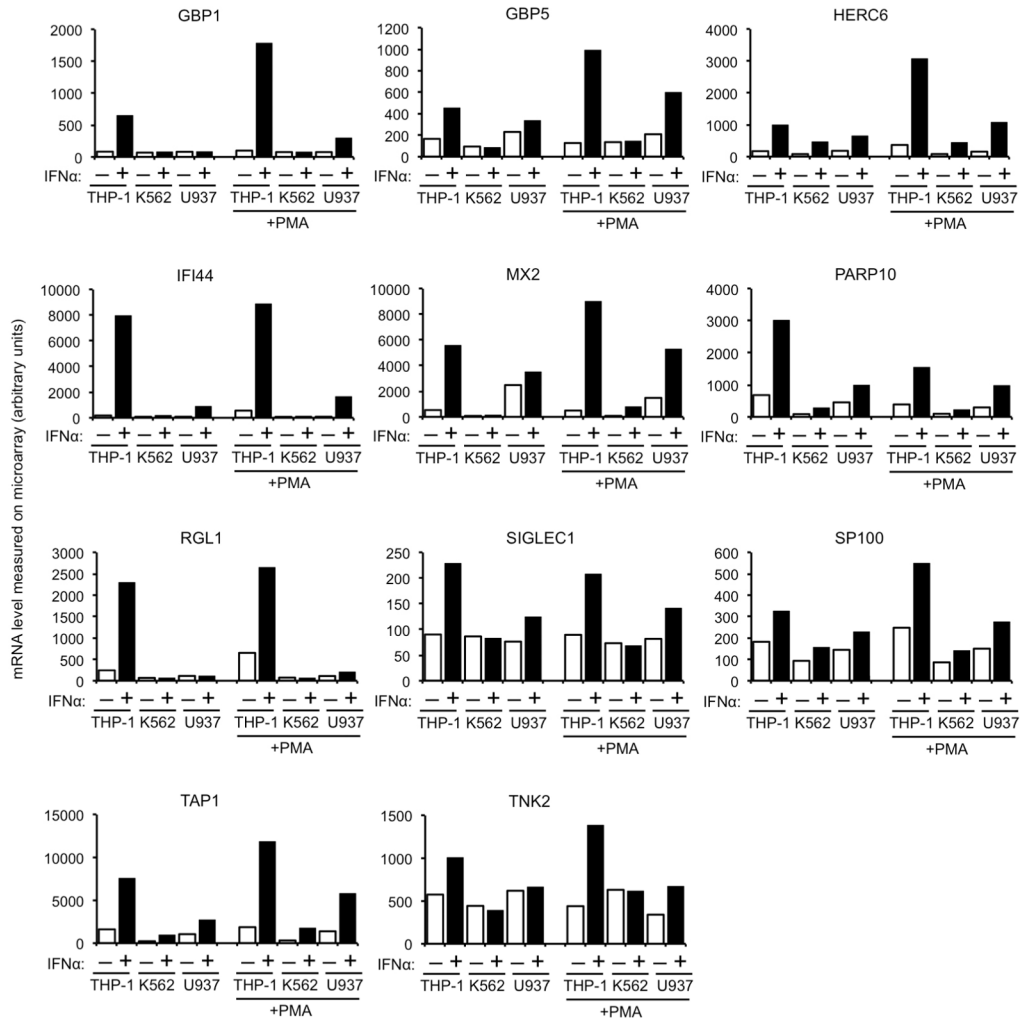 mRNA level measured on microarray (arbitrary units)
GBP1
2000
1500
1000
500
0
IFNα: – + – + – + – + – + – +
THP-1 K562 U937 THP-1 K562 U937
+PMA
GBP5
1200
1000
800
600
400
200
0
IFNα: – + – + – + – + – + – +
THP-1 K562 U937 THP-1 K562 U937
+PMA
HERC6
4000
3000
2000
1000
0
IFNα: – + – + – + – + – + – +
THP-1 K562 U937 THP-1 K562 U937
+PMA
IFI44
10000
8000
6000
4000
2000
0
IFNα: – + – + – + – + – + – +
THP-1 K562 U937 THP-1 K562 U937
+PMA
MX2
10000
8000
6000
4000
2000
0
IFNα: – + – + – + – + – + – +
THP-1 K562 U937 THP-1 K562 U937
+PMA
PARP10
4000
3000
2000
1000
0
IFNα: – + – + – + – + – + – +
THP-1 K562 U937 THP-1 K562 U937
+PMA
RGL1
3000
2500
2000
1500
1000
500
0
IFNα: – + – + – + – + – + – +
THP-1 K562 U937 THP-1 K562 U937
+PMA
SIGLEC1
250
200
150
100
50
0
IFNα: – + – + – + – + – + – +
THP-1 K562 U937 THP-1 K562 U937
+PMA
SP100
600
500
400
300
200
100
0
IFNα: – + – + – + – + – + – +
THP-1 K562 U937 THP-1 K562 U937
+PMA
TAP1
15000
10000
5000
0
IFNα: – + – + – + – + – + – +
THP-1 K562 U937 THP-1 K562 U937
+PMA
TNK2
1500
1000
500
0
IFNα: – + – + – + – + – + – +
THP-1 K562 U937 THP-1 K562 U937
+PMA